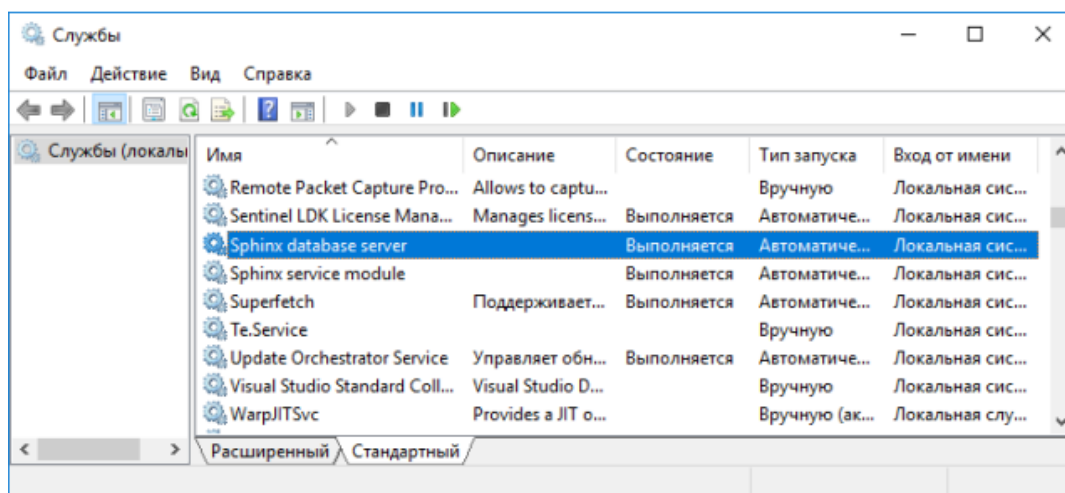 Службы
Файл Действие Вид Справка
Службы (локалы
Имя Описание Состояние Тип запуска Вход от имени
Remote Packet Capture Pro... Allows to captu... Вручную Локальная сис...
Sentinel LDK License Mana... Manages licens... Выполняется Автоматиче... Локальная сис...
Sphinx database server Выполняется Автоматиче... Локальная сис...
Sphinx service module Выполняется Автоматиче... Локальная сис...
Superfetch Поддерживает... Выполняется Автоматиче... Локальная сис...
Te.Service Вручную Локальная сис...
Update Orchestrator Service Управляет обн... Выполняется Автоматиче... Локальная сис...
Visual Studio Standard Coll... Visual Studio D... Вручную Локальная сис...
WarpJITSvc Provides a JIT o... Вручную (ак... Локальная слу...
Расширенный Стандартный